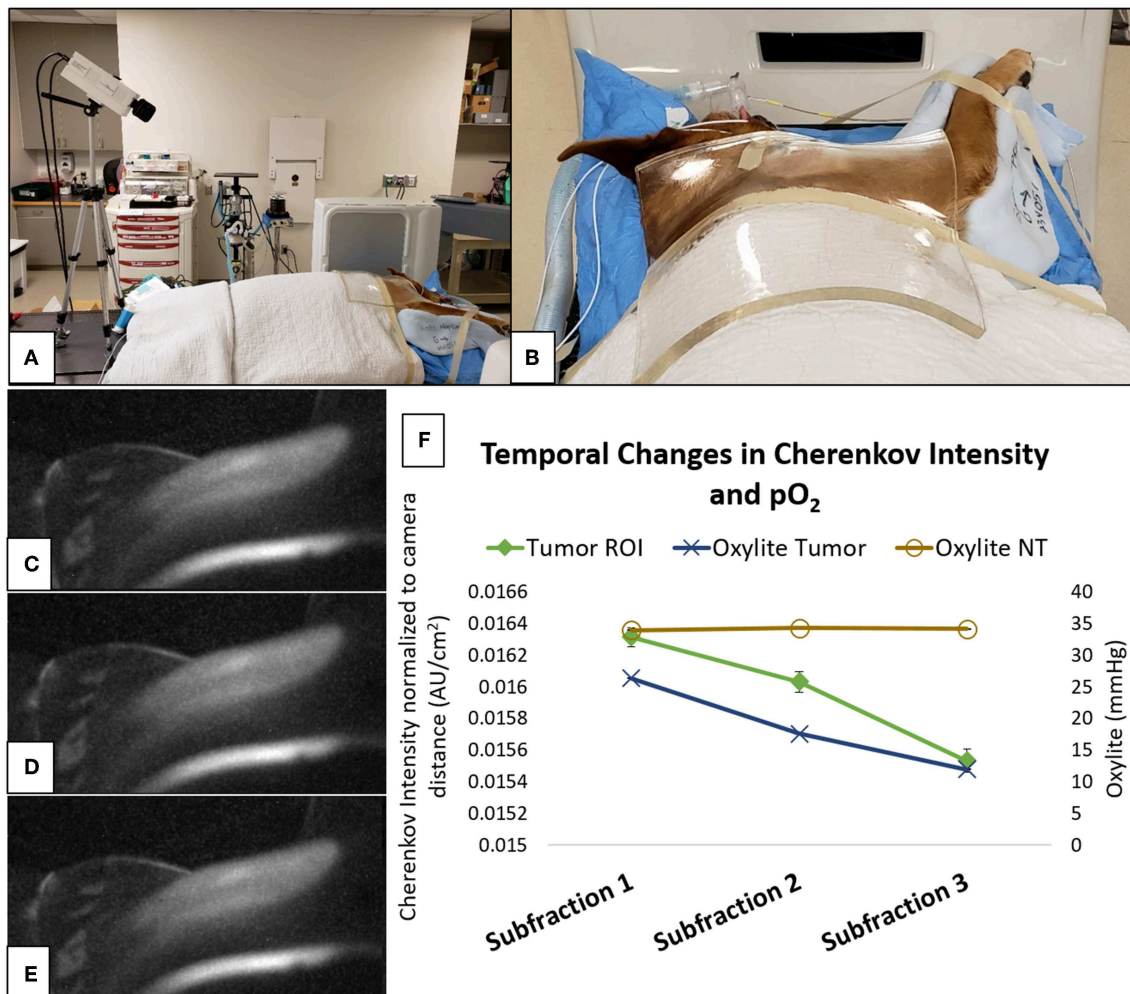 A
B
C
D
E
F
Temporal Changes in Cherenkov Intensity
and pO₂
Tumor ROI
Oxylite Tumor
Oxylite NT
Cherenkov Intensity normalized to camera
distance (AU/cm²)
0.0166
0.0164
0.0162
0.016
0.0158
0.0156
0.0154
0.0152
0.015
40
35
30
25
20
15
10
5
0
Oxylite (mmHg)
Subfraction 1
Subfraction 2
Subfraction 3